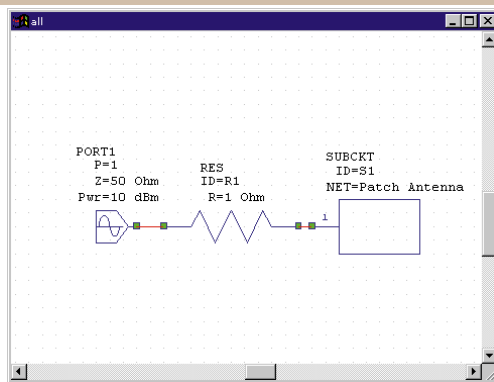 all
PORT1
P=1
Z=50 Ohm
Pwr=10 dBm
RES
ID=R1
R=1 Ohm
SUBCKT
ID=S1
NET=Patch Antenna
1